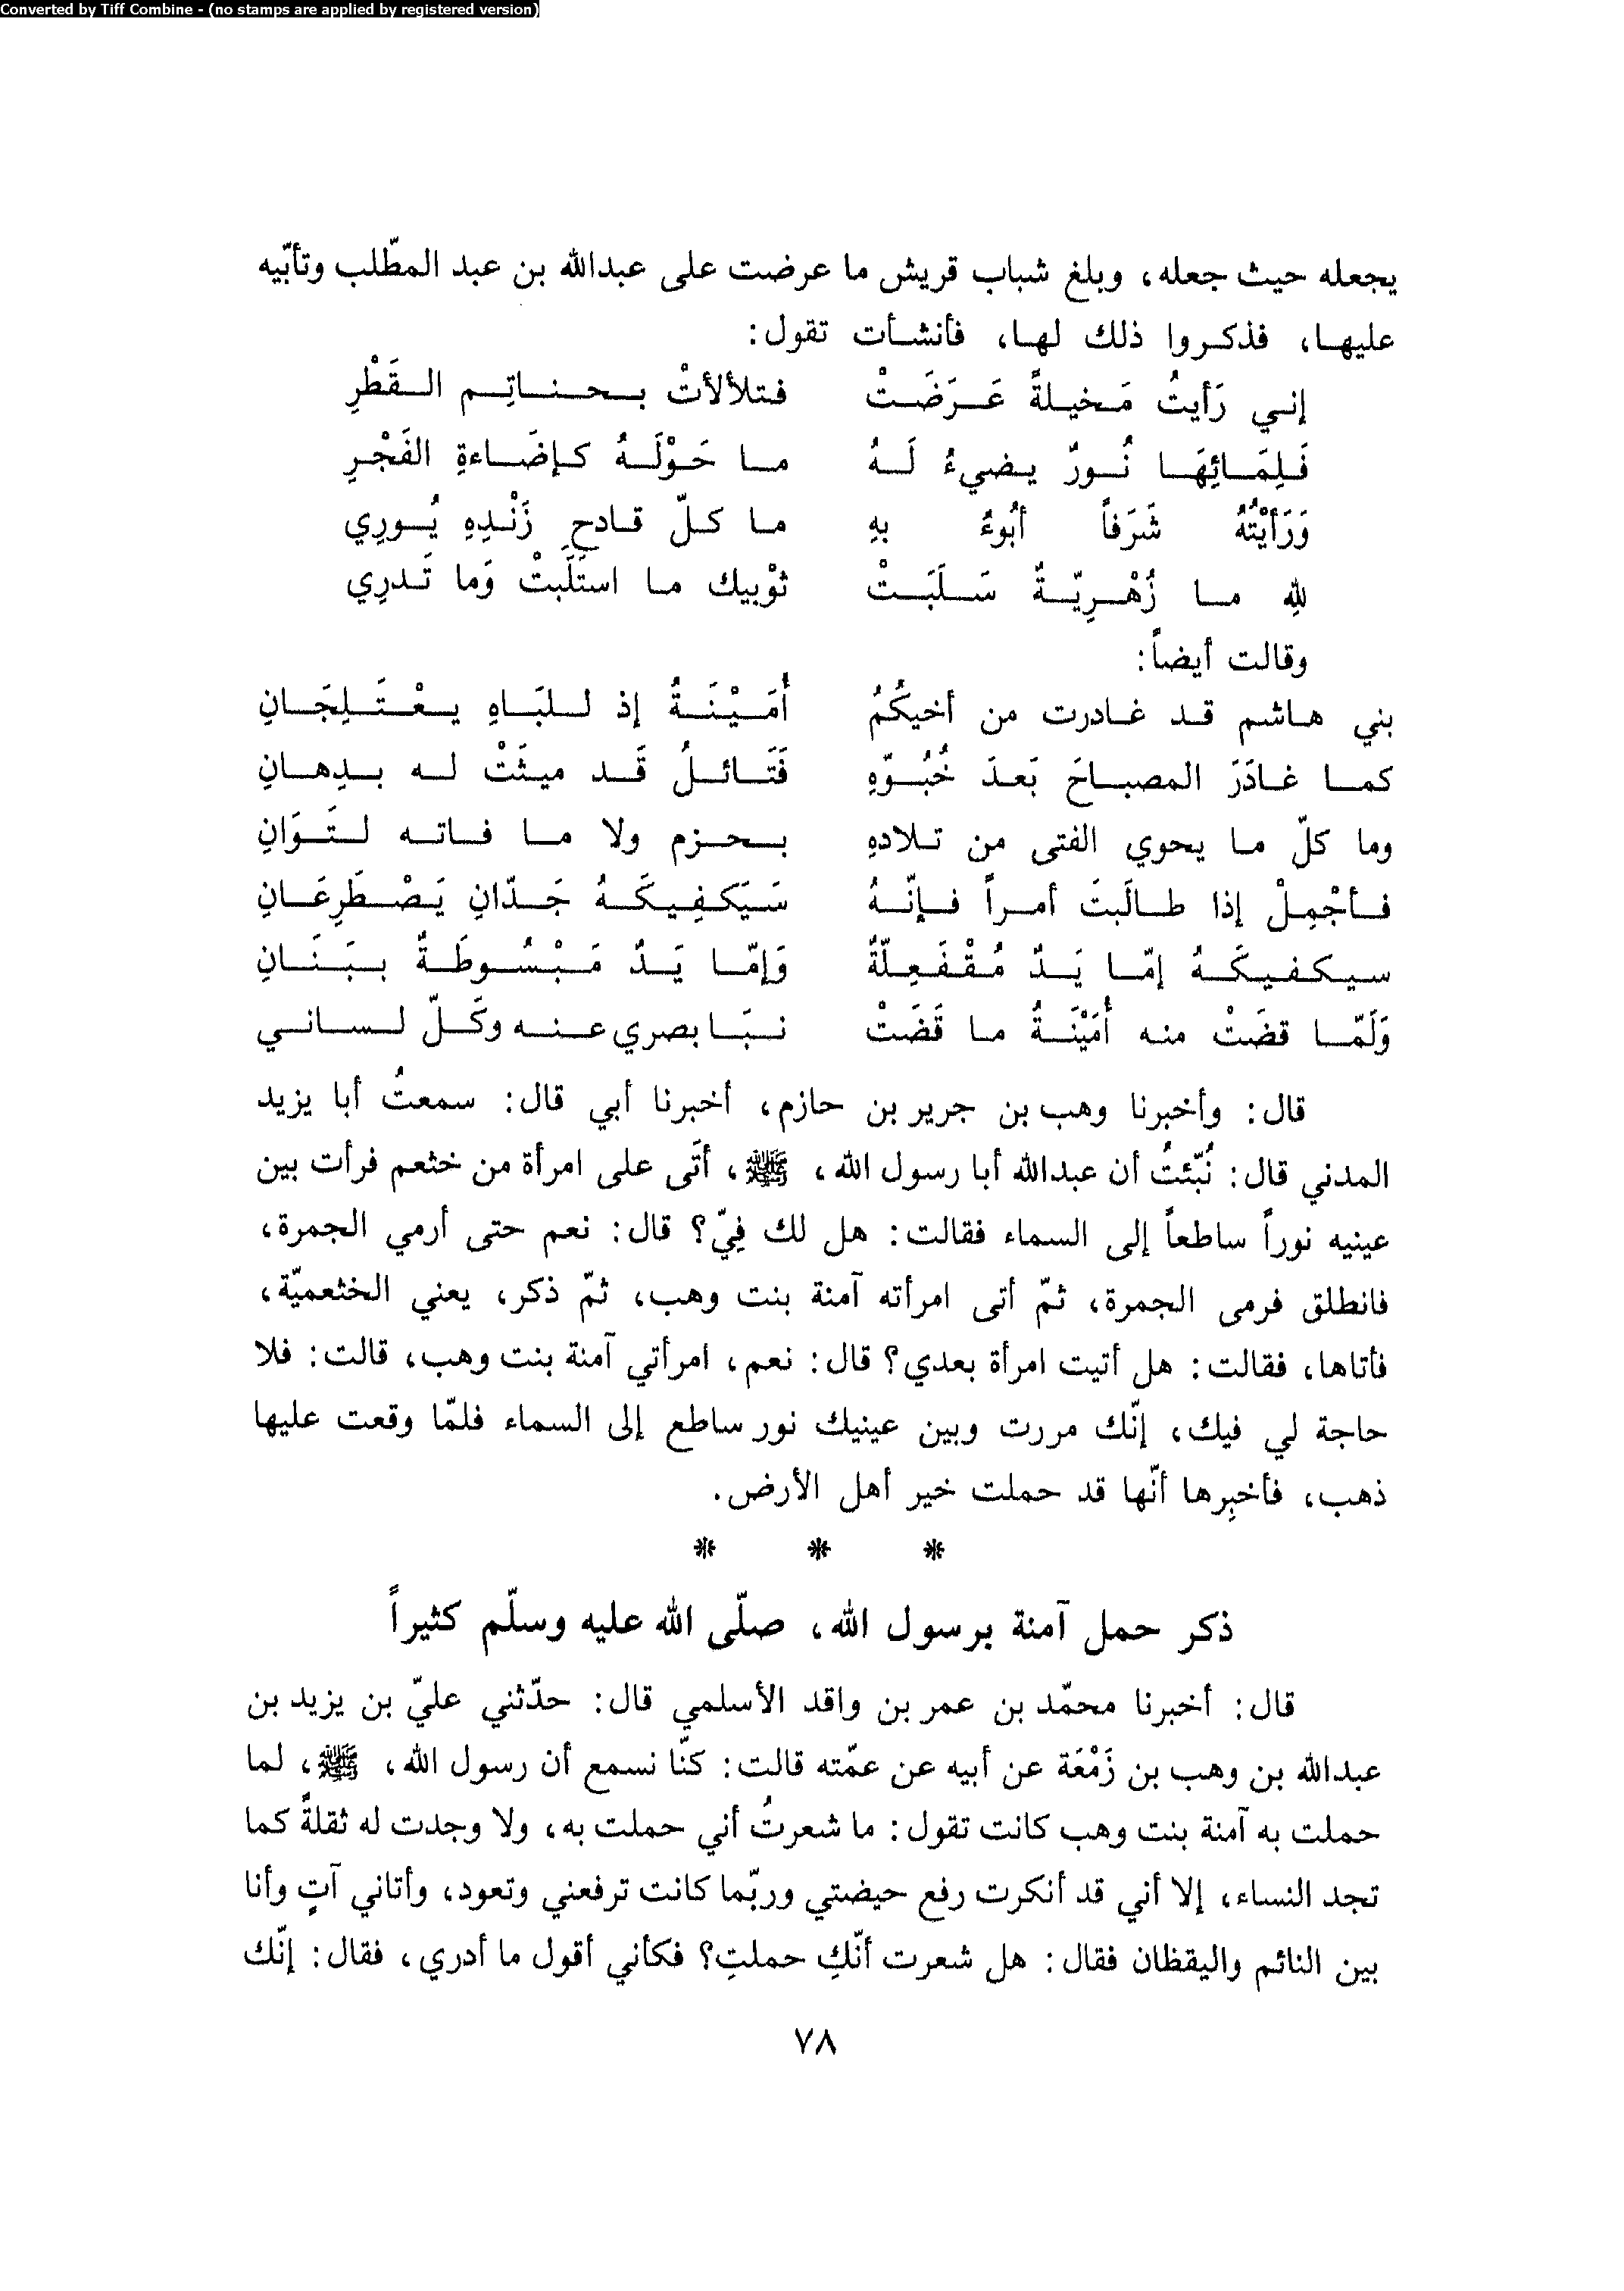 Converted by Tiff Combine - (no stamps are applied by registered version)
يجعله حيث جعله، وبلغ شباب قريش ما عرضت على عبدالله بن عبد المطّلب وتأبّيه
عليها، فذكروا ذلك لها، فأنشأت تقول:
إني رَأيتُ مَخيلةً عَرَضَتْ فتلألأتْ بحناتِم القَطْرِ
فَلِمَائِهَا نُورٌ يضيءُ لَهُ ما حَوْلَهُ كإضَاءةِ الفَجْرِ
وَرَأيْتُهُ شَرَفاً أبُوءُ بهِ ما كلّ قادحِ زَنْدِهِ يُورِي
لله ما زُهْرِيّةٌ سَلَبَتْ ثوْبيك ما استَلَبتْ وَما تَدرِي
وقالت أيضاً:
بني هاشم قد غادرت من أخيكُمُ أُمَيْنَةُ إذ للبَاهِ يعْتَلِجَانِ
كما غادَرَ المصباحَ بَعدَ خُبُوّهِ فَتَائلُ قَد ميثَتْ له بدِهانِ
وما كلّ ما يحوي الفتى من تلادهِ بحزم ولا ما فاته لتَوَانِ
فأجْمِلْ إذا طالَبتَ أمراً فإنّهُ سَيَكفِيكَهُ جَدّانِ يَصْطَرِعَانِ
سيكفيكَهُ إمّا يَدٌ مُقْفَعِلّةٌ وَإمّا يَدٌ مَبْسُوطَةٌ ببَنَانِ
وَلَمّا قضَتْ منه أُمَيْنَةُ ما قَضَتْ نبَا بصري عنه وكَلّ لساني
قال: وأخبرنا وهب بن جرير بن حازم، أخبرنا أبي قال: سمعتُ أبا يزيد
المدني قال: نُبّئتُ أن عبدالله أبا رسول الله، ﷺ، أتَى على امرأة من خثعم فرأت بين
عينيه نوراً ساطعاً إلى السماء فقالت: هل لك فِيّ؟ قال: نعم حتى أرمي الجمرة،
فانطلق فرمى الجمرة، ثمّ أتى امرأته آمنة بنت وهب، ثمّ ذكر، يعني الخثعميّة،
فأتاها، فقالت: هل أتيت امرأة بعدي؟ قال: نعم، امرأتي آمنة بنت وهب، قالت: فلا
حاجة لي فيك، إنّك مررت وبين عينيك نور ساطع إلى السماء فلمّا وقعت عليها
ذهب، فأخبِرها أنّها قد حملت خير أهل الأرض.
* * *
ذكر حمل آمنة برسول الله، صلّى الله عليه وسلّم كثيراً
قال: أخبرنا محمّد بن عمر بن واقد الأسلمي قال: حدّثني عليّ بن يزيد بن
عبدالله بن وهب بن زَمْعَة عن أبيه عن عمّته قالت: كنّا نسمع أن رسول الله، ﷺ، لما
حملت به آمنة بنت وهب كانت تقول: ما شعرتُ أني حملت به، ولا وجدت له ثقلةً كما
تجد النساء، إلا أني قد أنكرت رفع حيضتي وربّما كانت ترفعني وتعود، وأتاني آتٍ وأنا
بين النائم واليقظان فقال: هل شعرت أنّكِ حملتِ؟ فكأني أقول ما أدري، فقال: إنّك
٧٨